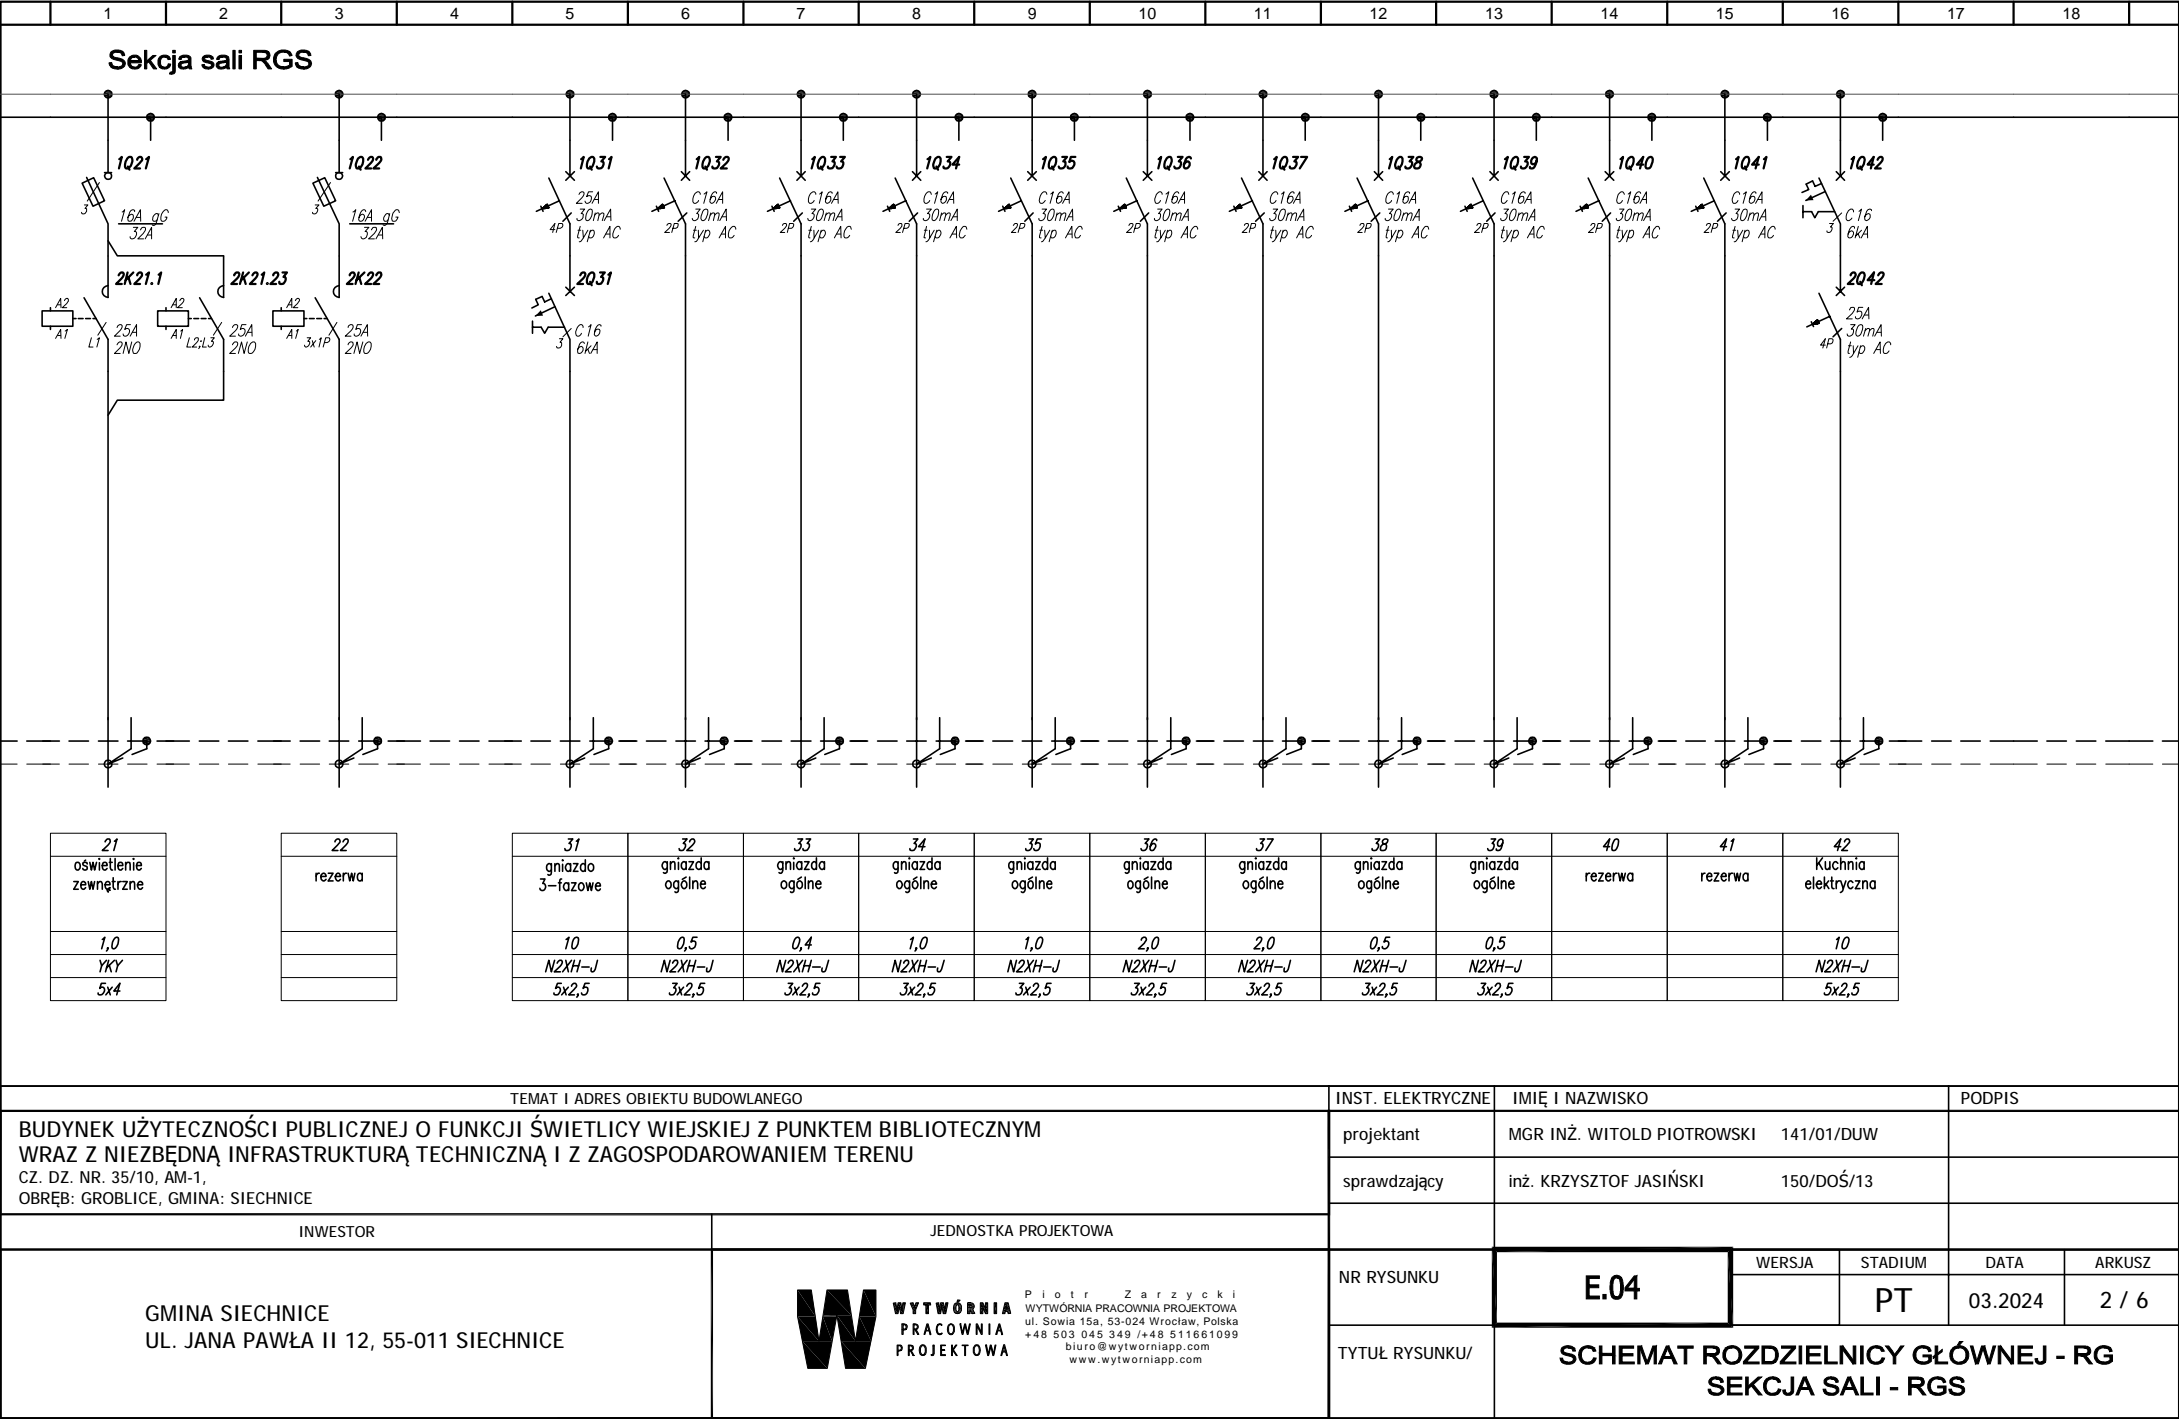 1 2 3 4 5 6 7 8 9 10 11 12 13 14 15 16 17 18
Sekcja sali RGS
1Q21 1Q22 1Q31 1Q32 1Q33 1Q34 1Q35 1Q36 1Q37 1Q38 1Q39 1Q40 1Q41 1Q42
25A C16A C16A C16A C16A C16A C16A C16A C16A C16A C16A
3 16A gG 3 16A gG 30mA 30mA 30mA 30mA 30mA 30mA 30mA 30mA 30mA 30mA 30mA C16
32A 32A 4P typ AC 2P typ AC 2P typ AC 2P typ AC 2P typ AC 2P typ AC 2P typ AC 2P typ AC 2P typ AC 2P typ AC 2P typ AC 3 6kA
2K21.1 2K21.23 2K22 2Q31 2Q42
A2 A2 A2 25A
A1 25A A1 25A A1 25A C16 30mA
L1 2NO L2;L3 2NO 3x1P 2NO 3 6kA 4P typ AC
21 22 31 32 33 34 35 36 37 38 39 40 41 42
oświetlenie gniazdo gniazda gniazda gniazda gniazda gniazda gniazda gniazda gniazda Kuchnia
zewnętrzne rezerwa 3-fazowe ogólne ogólne ogólne ogólne ogólne ogólne ogólne ogólne rezerwa rezerwa elektryczna
1,0 10 0,5 0,4 1,0 1,0 2,0 2,0 0,5 0,5 10
YKY N2XH-J N2XH-J N2XH-J N2XH-J N2XH-J N2XH-J N2XH-J N2XH-J N2XH-J N2XH-J
5x4 5x2,5 3x2,5 3x2,5 3x2,5 3x2,5 3x2,5 3x2,5 3x2,5 3x2,5 5x2,5
TEMAT I ADRES OBIEKTU BUDOWLANEGO
BUDYNEK UŻYTECZNOŚCI PUBLICZNEJ O FUNKCJI ŚWIETLICY WIEJSKIEJ Z PUNKTEM BIBLIOTECZNYM
WRAZ Z NIEZBĘDNĄ INFRASTRUKTURĄ TECHNICZNĄ I Z ZAGOSPODAROWANIEM TERENU
CZ. DZ. NR. 35/10, AM-1,
OBRĘB: GROBLICE, GMINA: SIECHNICE
INST. ELEKTRYCZNE IMIĘ I NAZWISKO PODPIS
projektant MGR INŻ. WITOLD PIOTROWSKI 141/01/DUW
sprawdzający inż. KRZYSZTOF JASIŃSKI 150/DOŚ/13
INWESTOR
GMINA SIECHNICE
UL. JANA PAWŁA II 12, 55-011 SIECHNICE
JEDNOSTKA PROJEKTOWA
W
WYTWÓRNIA
PRACOWNIA
PROJEKTOWA
Piotr Zarzycki
WYTWÓRNIA PRACOWNIA PROJEKTOWA
ul. Sowia 15a, 53-024 Wrocław, Polska
+48 503 045 349 /+48 511661099
biuro@wytworniapp.com
www.wytworniapp.com
NR RYSUNKU E.04
WERSJA STADIUM DATA ARKUSZ
PT 03.2024 2 / 6
TYTUŁ RYSUNKU/
SCHEMAT ROZDZIELNICY GŁÓWNEJ - RG
SEKCJA SALI - RGS